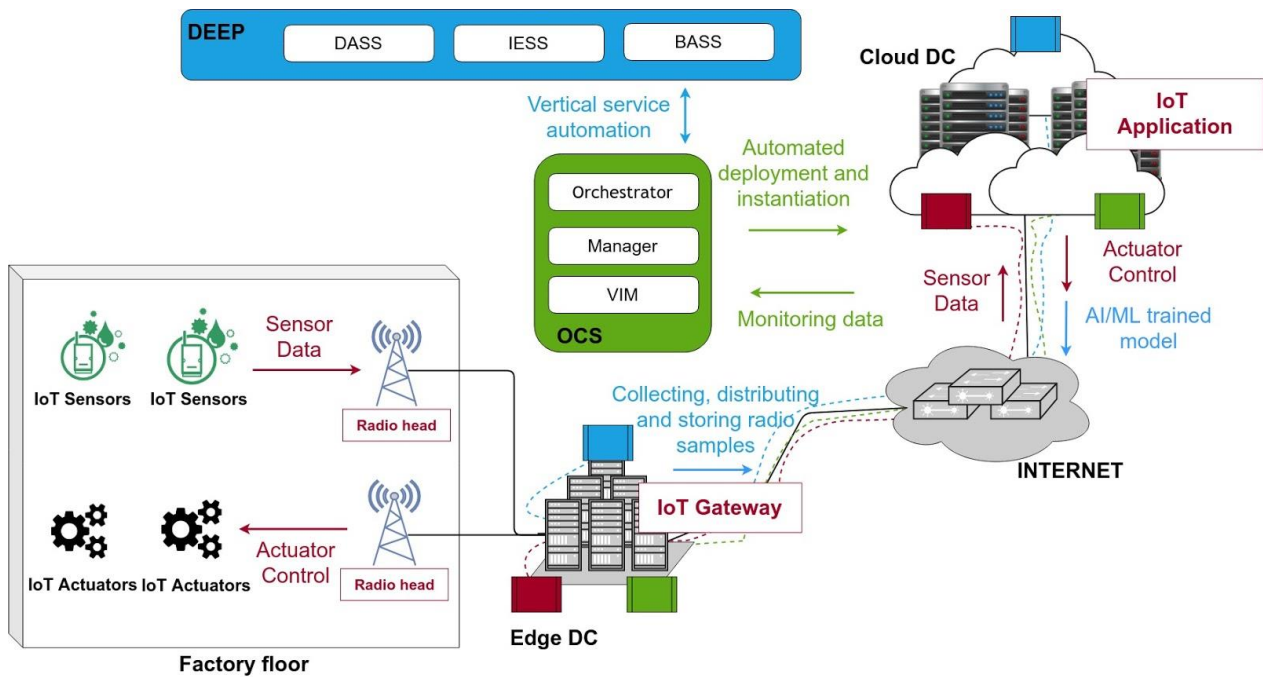 DEEP
DASS
IESS
BASS
Cloud DC
Vertical service
automation
IoT
Application
Automated
deployment and
instantiation
Orchestrator
Manager
VIM
OCS
Monitoring data
Sensor
Data
Actuator
Control
AI/ML trained
model
Sensor
Data
IoT Sensors
IoT Sensors
Radio head
Collecting, distributing
and storing radio
samples
INTERNET
IoT Gateway
Actuator
Control
IoT Actuators
IoT Actuators
Radio head
Edge DC
Factory floor